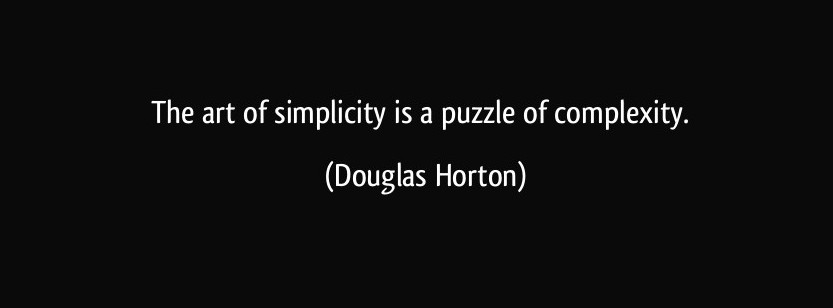 The art of simplicity is a puzzle of complexity.
(Douglas Horton)